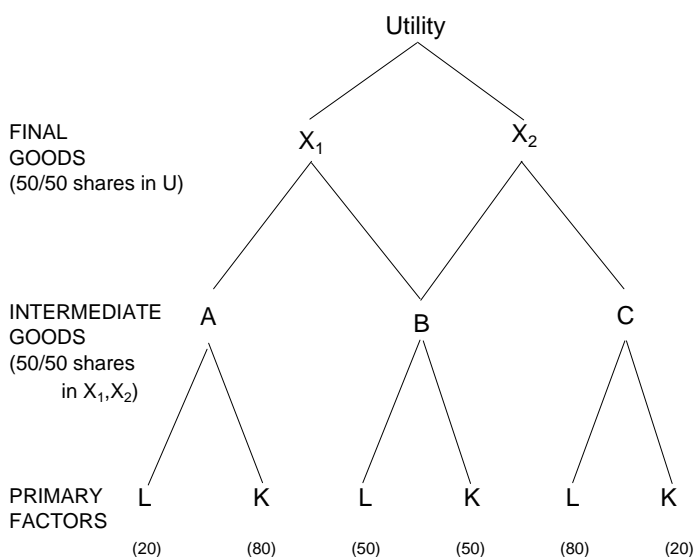 Utility
FINAL
GOODS
(50/50 shares in U)
X₁
X₂
INTERMEDIATE
GOODS
(50/50 shares
in X₁,X₂)
A
B
C
PRIMARY
FACTORS
L
K
L
K
L
K
(20)
(80)
(50)
(50)
(80)
(20)